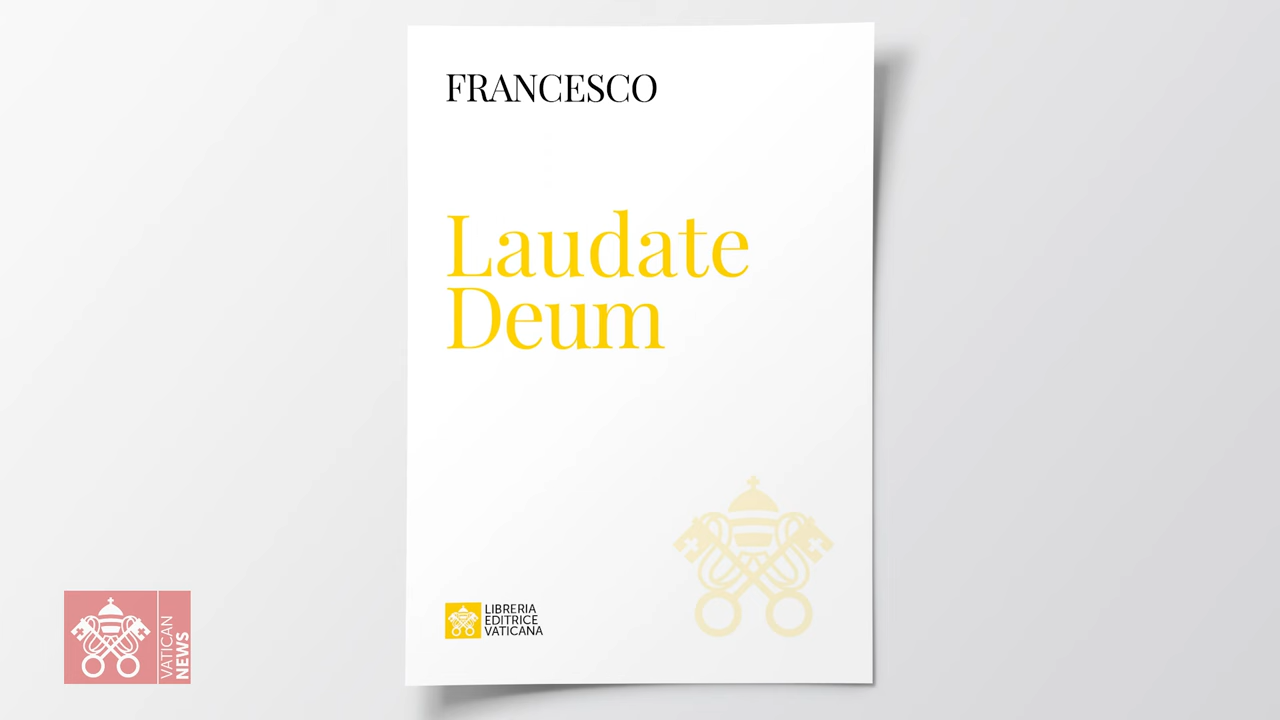 FRANCESCO
Laudate
Deum
LIBRERIA
EDITRICE
VATICANA
VATICAN
NEWS